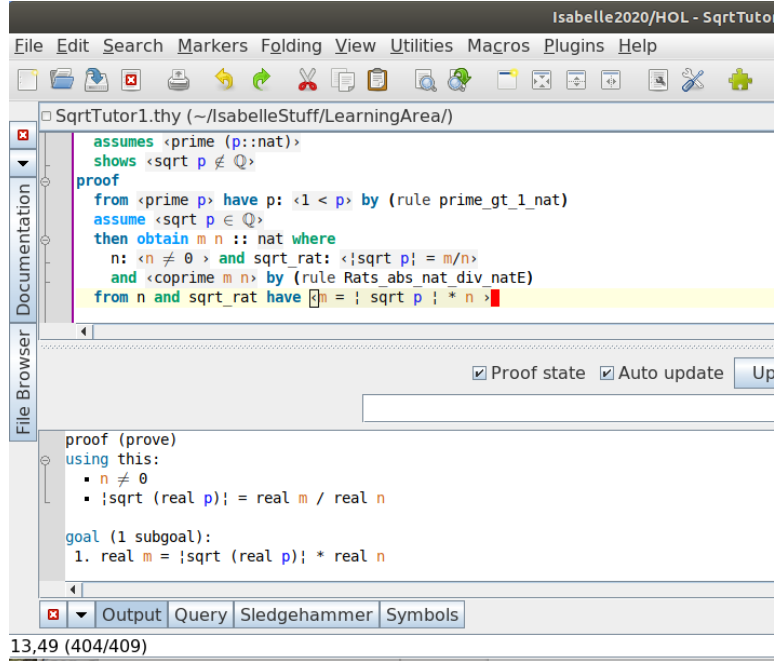 Isabelle2020/HOL - SqrtTutor
File Edit Search Markers Folding View Utilities Macros Plugins Help
SqrtTutor1.thy (~/IsabelleStuff/LearningArea/)
assumes ‹prime (p::nat)›
shows ‹sqrt p ∉ ℚ›
proof
from ‹prime p› have p: ‹1 < p› by (rule prime_gt_1_nat)
assume ‹sqrt p ∈ ℚ›
then obtain m n :: nat where
n: ‹n ≠ 0 › and sqrt_rat: ‹¦sqrt p¦ = m/n›
and ‹coprime m n› by (rule Rats_abs_nat_div_natE)
from n and sqrt_rat have ‹m = ¦ sqrt p ¦ * n ›
Documentation
File Browser
Proof state Auto update Up
proof (prove)
using this:
▪ n ≠ 0
▪ ¦sqrt (real p)¦ = real m / real n
goal (1 subgoal):
1. real m = ¦sqrt (real p)¦ * real n
Output Query Sledgehammer Symbols
13,49 (404/409)